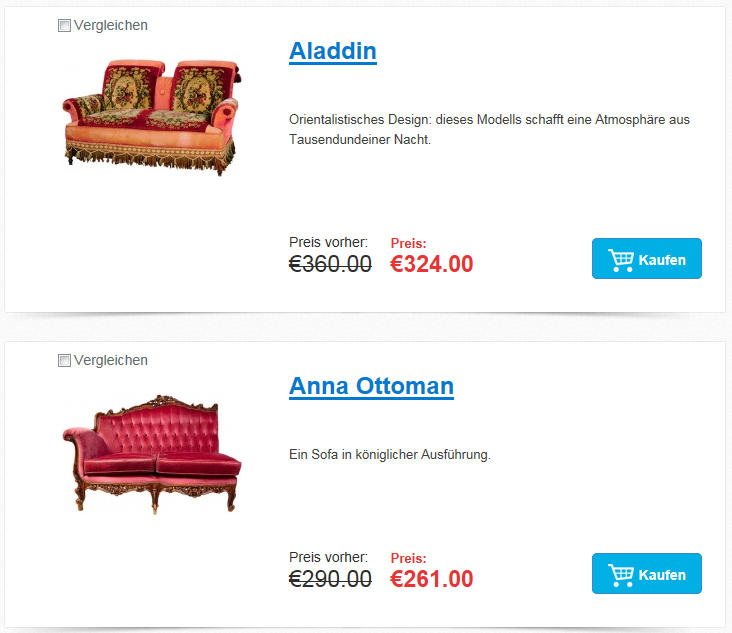 Vergleichen
Aladdin
Orientalistisches Design: dieses Modells schafft eine Atmosphäre aus
Tausendundeiner Nacht.
Preis vorher: Preis:
€360.00 €324.00 Kaufen
Vergleichen
Anna Ottoman
Ein Sofa in königlicher Ausführung.
Preis vorher: Preis:
€290.00 €261.00 Kaufen